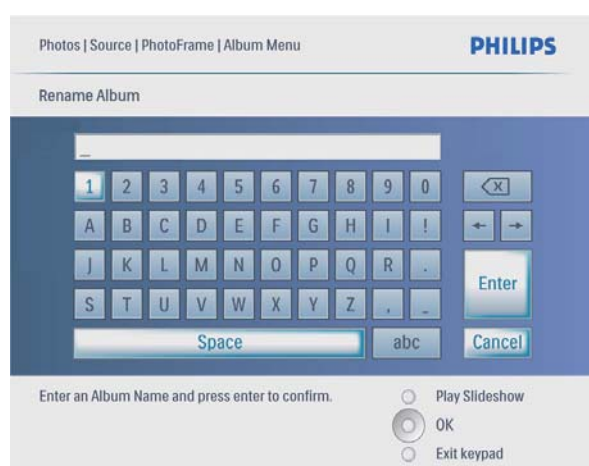 Photos | Source | PhotoFrame | Album Menu
PHILIPS
Rename Album
_
1 2 3 4 5 6 7 8 9 0
A B C D E F G H I !
J K L M N O P Q R .
S T U V W X Y Z , _
Enter
Space abc Cancel
Enter an Album Name and press enter to confirm.
Play Slideshow
OK
Exit keypad